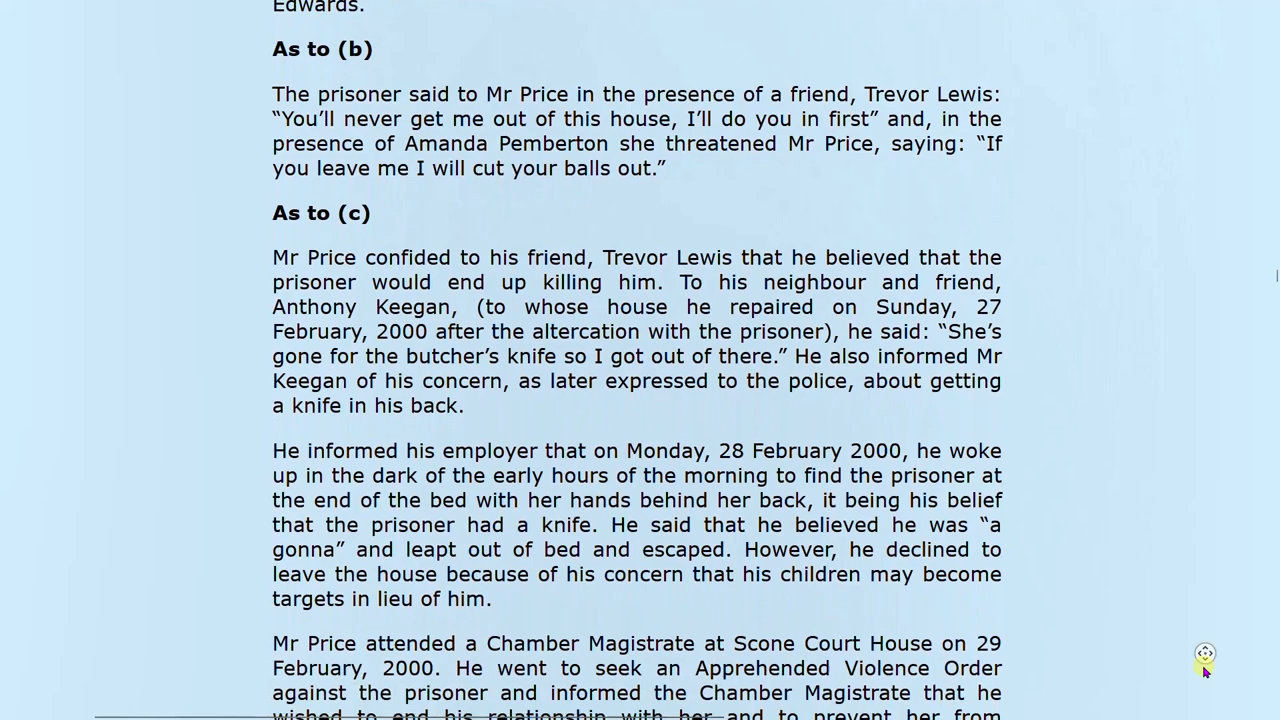 Edwards.
As to (b)
The prisoner said to Mr Price in the presence of a friend, Trevor Lewis:
“You’ll never get me out of this house, I’ll do you in first” and, in the
presence of Amanda Pemberton she threatened Mr Price, saying: “If
you leave me I will cut your balls out.”
As to (c)
Mr Price confided to his friend, Trevor Lewis that he believed that the
prisoner would end up killing him. To his neighbour and friend,
Anthony Keegan, (to whose house he repaired on Sunday, 27
February, 2000 after the altercation with the prisoner), he said: “She’s
gone for the butcher’s knife so I got out of there.” He also informed Mr
Keegan of his concern, as later expressed to the police, about getting
a knife in his back.
He informed his employer that on Monday, 28 February 2000, he woke
up in the dark of the early hours of the morning to find the prisoner at
the end of the bed with her hands behind her back, it being his belief
that the prisoner had a knife. He said that he believed he was “a
gonna” and leapt out of bed and escaped. However, he declined to
leave the house because of his concern that his children may become
targets in lieu of him.
Mr Price attended a Chamber Magistrate at Scone Court House on 29
February, 2000. He went to seek an Apprehended Violence Order
against the prisoner and informed the Chamber Magistrate that he
wished to end his relationship with her and to prevent her from